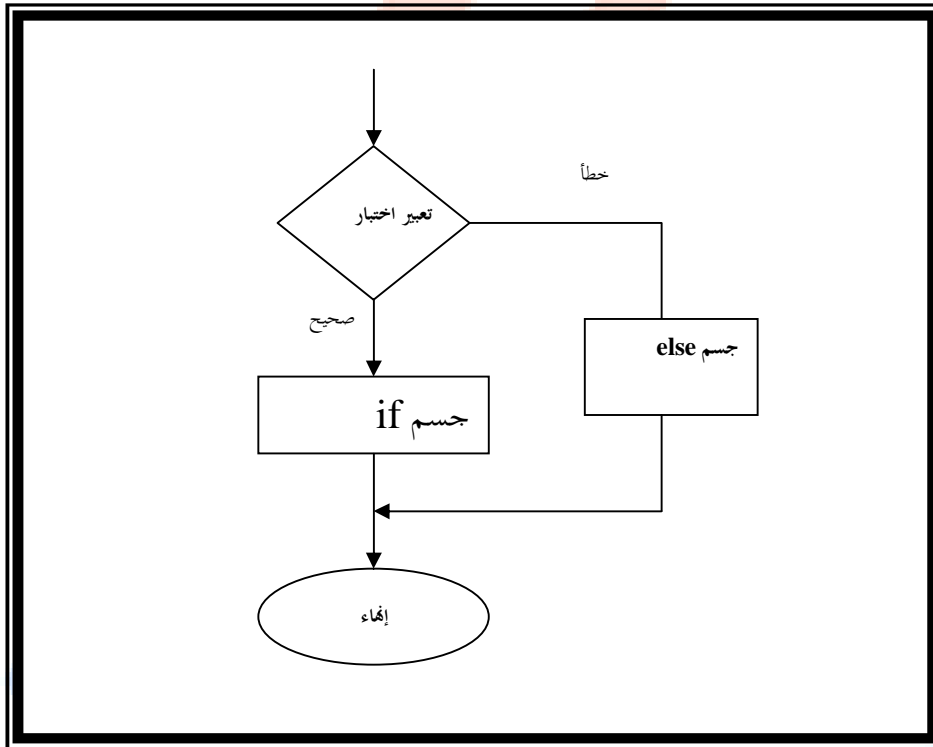 خطأ
تعبير اختبار
صحيح
جسم else
جسم if
إنهاء